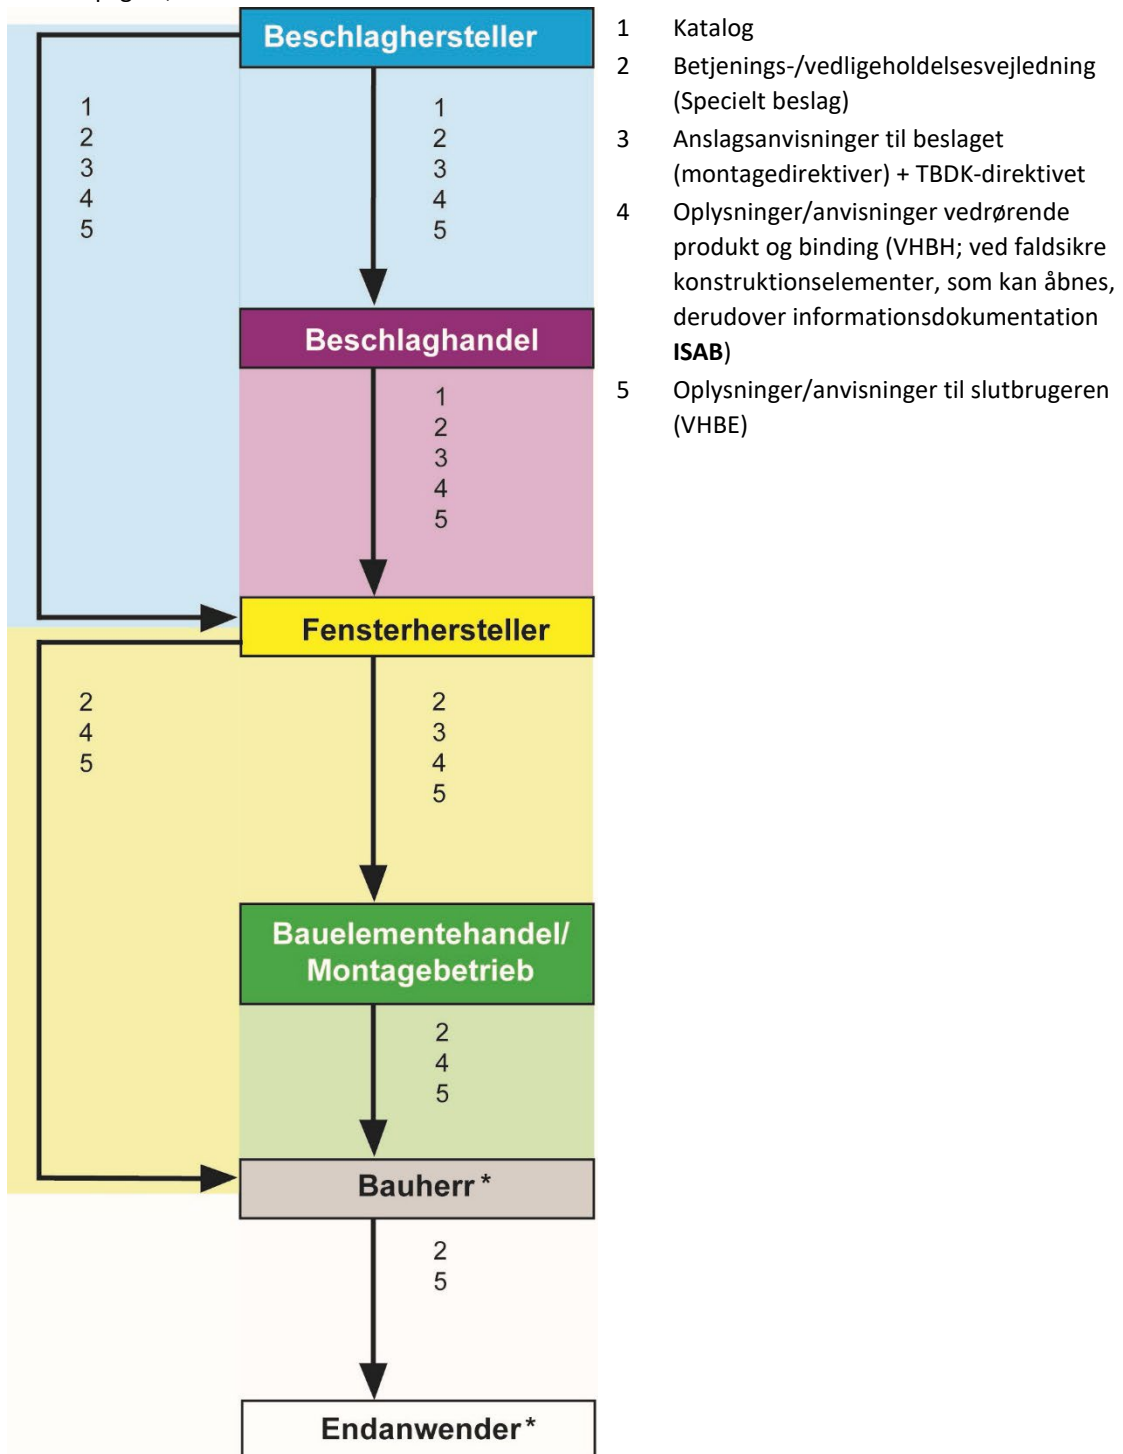 Beschlaghersteller
1
2
3
4
5
1
2
3
4
5
Beschlaghandel
1
2
3
4
5
Fensterhersteller
2
4
5
2
3
4
5
Bauelementehandel/
Montagebetrieb
2
4
5
Bauherr*
2
5
Endanwender*
1 Katalog
2 Betjenings-/vedligeholdelsesvejledning
(Specielt beslag)
3 Anslagsanvisninger til beslaget
(montagedirektiver) + TBDK-direktivet
4 Oplysninger/anvisninger vedrørende
produkt og binding (VHBH; ved faldsikre
konstruktionselementer, som kan åbnes,
derudover informationsdokumentation
ISAB)
5 Oplysninger/anvisninger til slutbrugeren
(VHBE)